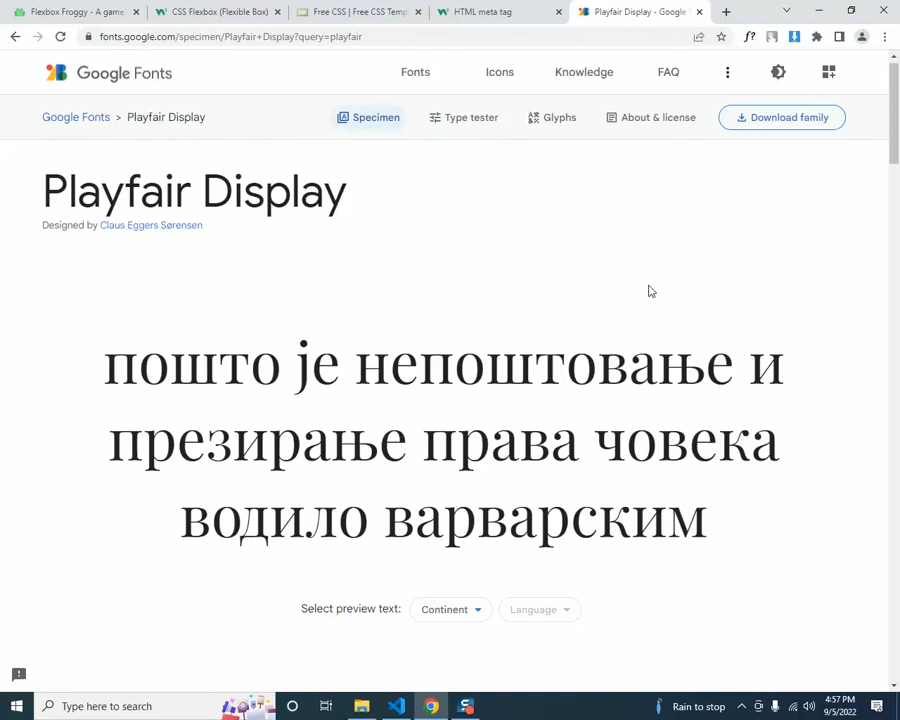 Flexbox Froggy - A game
CSS Flexbox (Flexible Box)
Free CSS | Free CSS Temp
HTML meta tag
Playfair Display - Google
fonts.google.com/specimen/Playfair+Display?query=playfair
f?
Google Fonts
Fonts
Icons
Knowledge
FAQ
Google Fonts > Playfair Display
Specimen
Type tester
Glyphs
About & license
Download family
Playfair Display
Designed by Claus Eggers Sørensen
пошто је непоштовање и
презирање права човека
водило варварским
Select preview text:
Continent
Language
Type here to search
Rain to stop
4:57 PM
9/5/2022